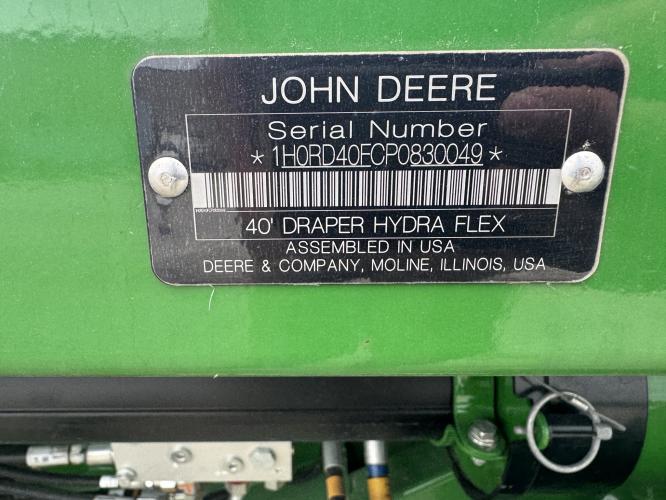 JOHN DEERE
Serial Number
*1H0RD40FCP0830049*
40' DRAPER HYDRA FLEX
ASSEMBLED IN USA
DEERE & COMPANY, MOLINE, ILLINOIS, USA